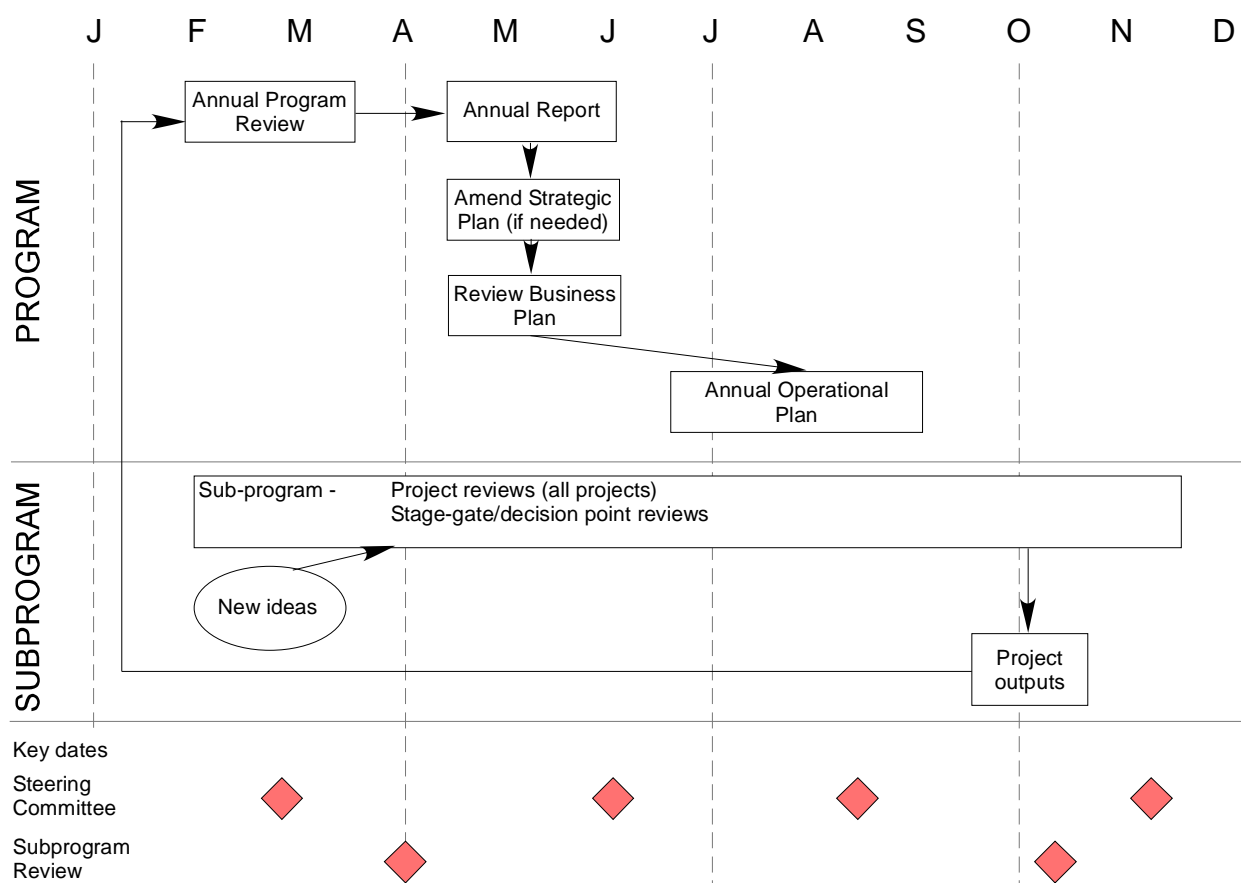 J F M A M J J A S O N D
PROGRAM
Annual Program
Review
Annual Report
Amend Strategic
Plan (if needed)
Review Business
Plan
Annual Operational
Plan
SUBPROGRAM
Sub-program - Project reviews (all projects)
Stage-gate/decision point reviews
New ideas
Project
outputs
Key dates
Steering
Committee
Subprogram
Review